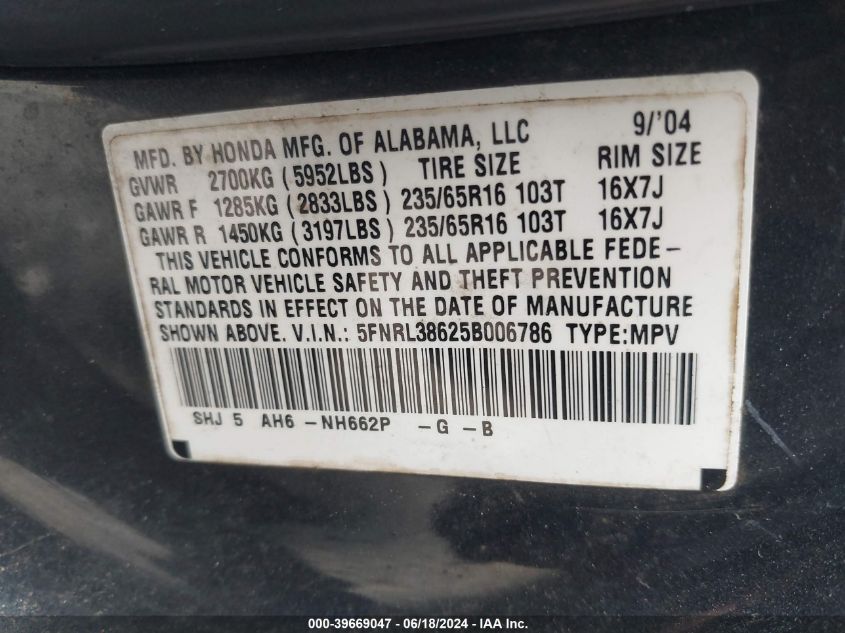 MFD. BY HONDA MFG. OF ALABAMA, LLC 9/'04
GVWR 2700KG (5952LBS) TIRE SIZE RIM SIZE
GAWR F 1285KG (2833LBS) 235/65R16 103T 16X7J
GAWR R 1450KG (3197LBS) 235/65R16 103T 16X7J
THIS VEHICLE CONFORMS TO ALL APPLICABLE FEDE-
RAL MOTOR VEHICLE SAFETY AND THEFT PREVENTION
STANDARDS IN EFFECT ON THE DATE OF MANUFACTURE
SHOWN ABOVE. V.I.N.: 5FNRL38625B006786 TYPE:MPV
SHJ 5 AH6 -NH662P -G -B
000-39669047 - 06/18/2024 - IAA Inc.